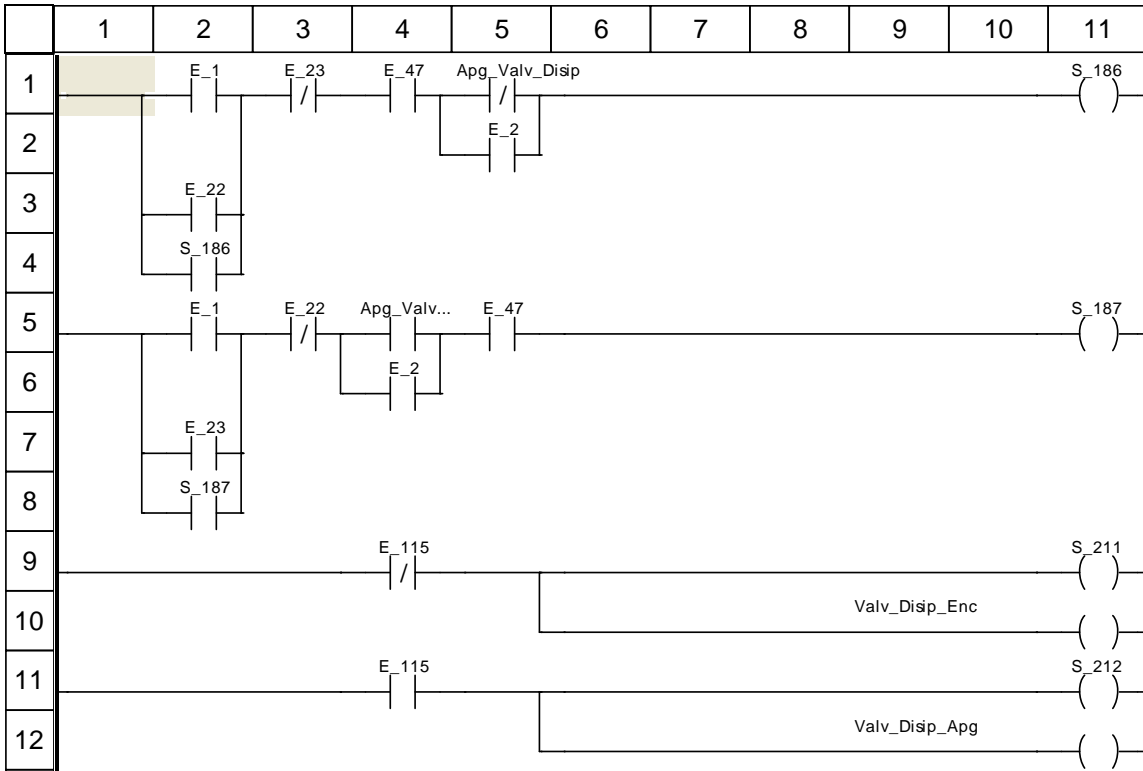 1 2 3 4 5 6 7 8 9 10 11
1 E_1 E_23 E_47 Apg_Valv_Disip S_186
2 E_2
3 E_22
4 S_186
5 E_1 E_22 Apg_Valv... E_47 S_187
6 E_2
7 E_23
8 S_187
9 E_115 S_211
10 Valv_Disip_Enc
11 E_115 S_212
12 Valv_Disip_Apg